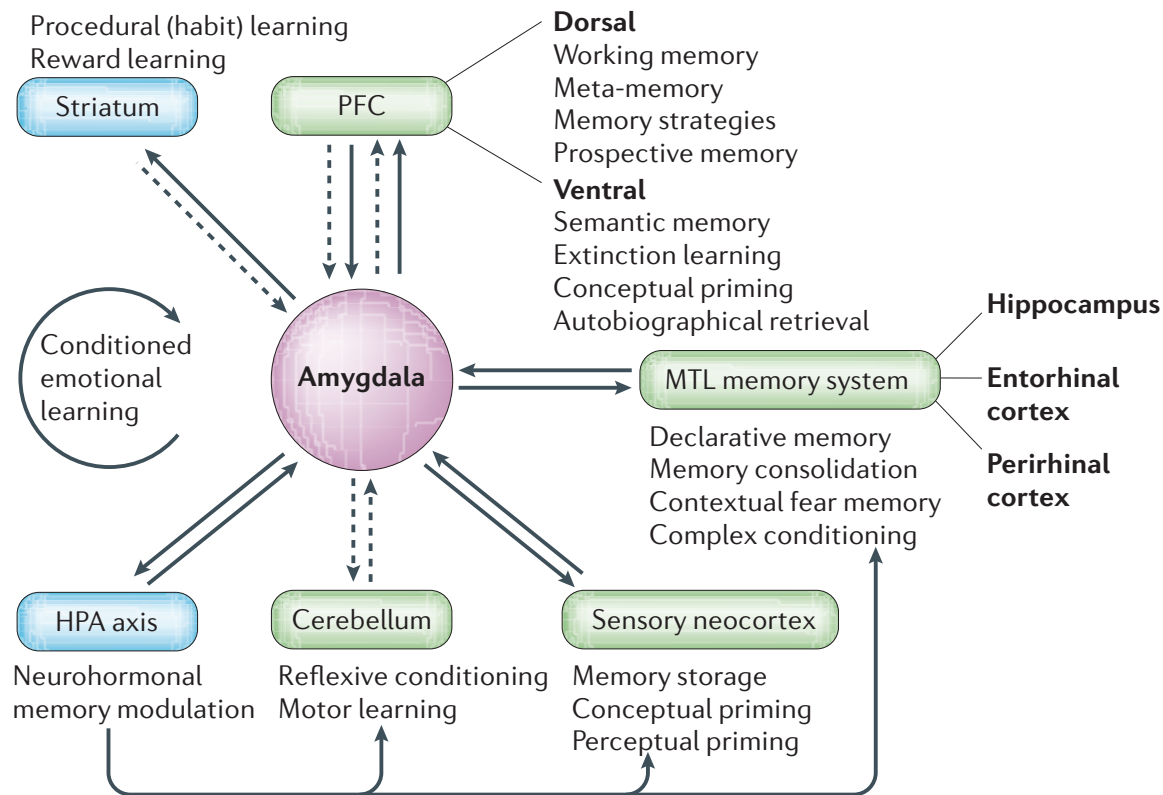 Procedural (habit) learning
Reward learning
Striatum
PFC
Dorsal
Working memory
Meta-memory
Memory strategies
Prospective memory
Ventral
Semantic memory
Extinction learning
Conceptual priming
Autobiographical retrieval
Conditioned
emotional
learning
Amygdala
MTL memory system
Hippocampus
Entorhinal
cortex
Perirhinal
cortex
Declarative memory
Memory consolidation
Contextual fear memory
Complex conditioning
HPA axis
Neurohormonal
memory modulation
Cerebellum
Reflexive conditioning
Motor learning
Sensory neocortex
Memory storage
Conceptual priming
Perceptual priming